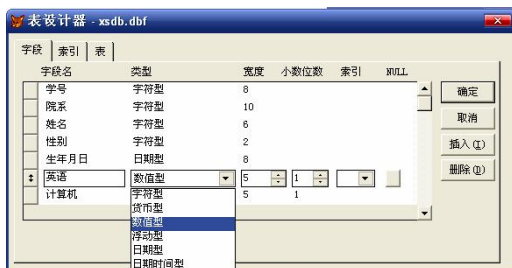 表设计器 - xsdb.dbf
字段 索引 表
字段名 类型 宽度 小数位数 索引 NULL
学号 字符型 8
院系 字符型 10
姓名 字符型 6
性别 字符型 2
生年月日 日期型 8
英语 数值型 5 1
计算机 字符型 5 1
货币型
数值型
浮动型
日期型
日期时间型
确定
取消
插入(I)
删除(D)